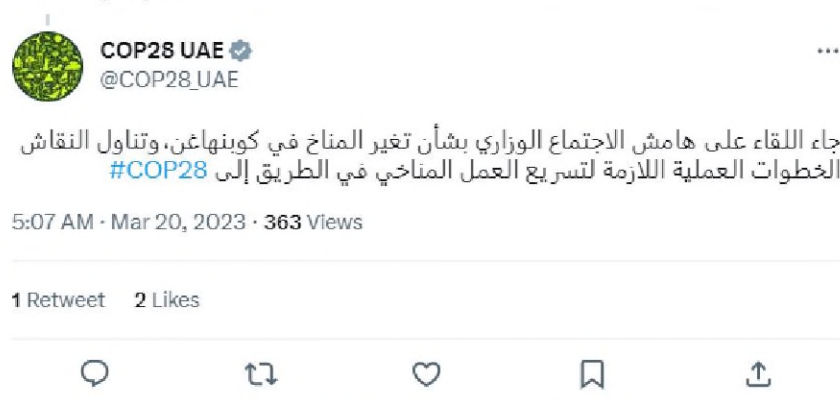 COP28 UAE
@COP28_UAE
جاء اللقاء على هامش الاجتماع الوزاري بشأن تغير المناخ في كوبنهاغن، وتناول النقاش
الخطوات العملية اللازمة لتسريع العمل المناخي في الطريق إلى #COP28
5:07 AM · Mar 20, 2023 · 363 Views
1 Retweet 2 Likes